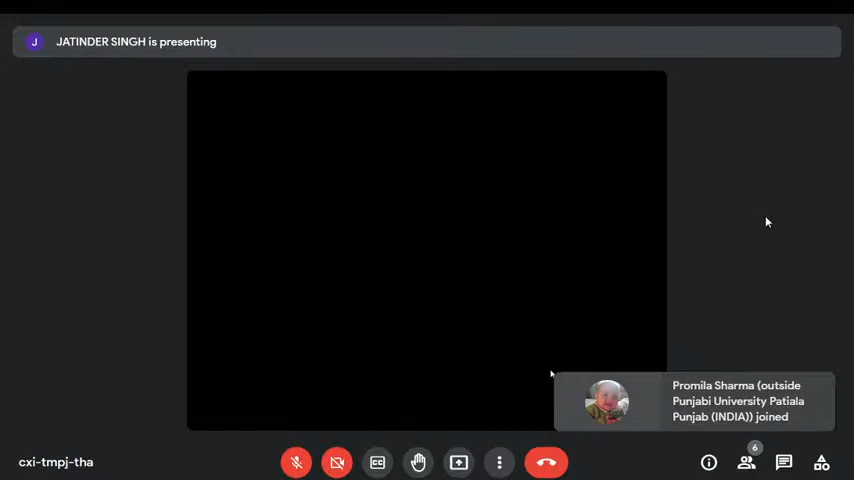 J JATINDER SINGH is presenting
Promila Sharma (outside
Punjabi University Patiala
Punjab (INDIA)) joined
6
cxi-tmpj-tha